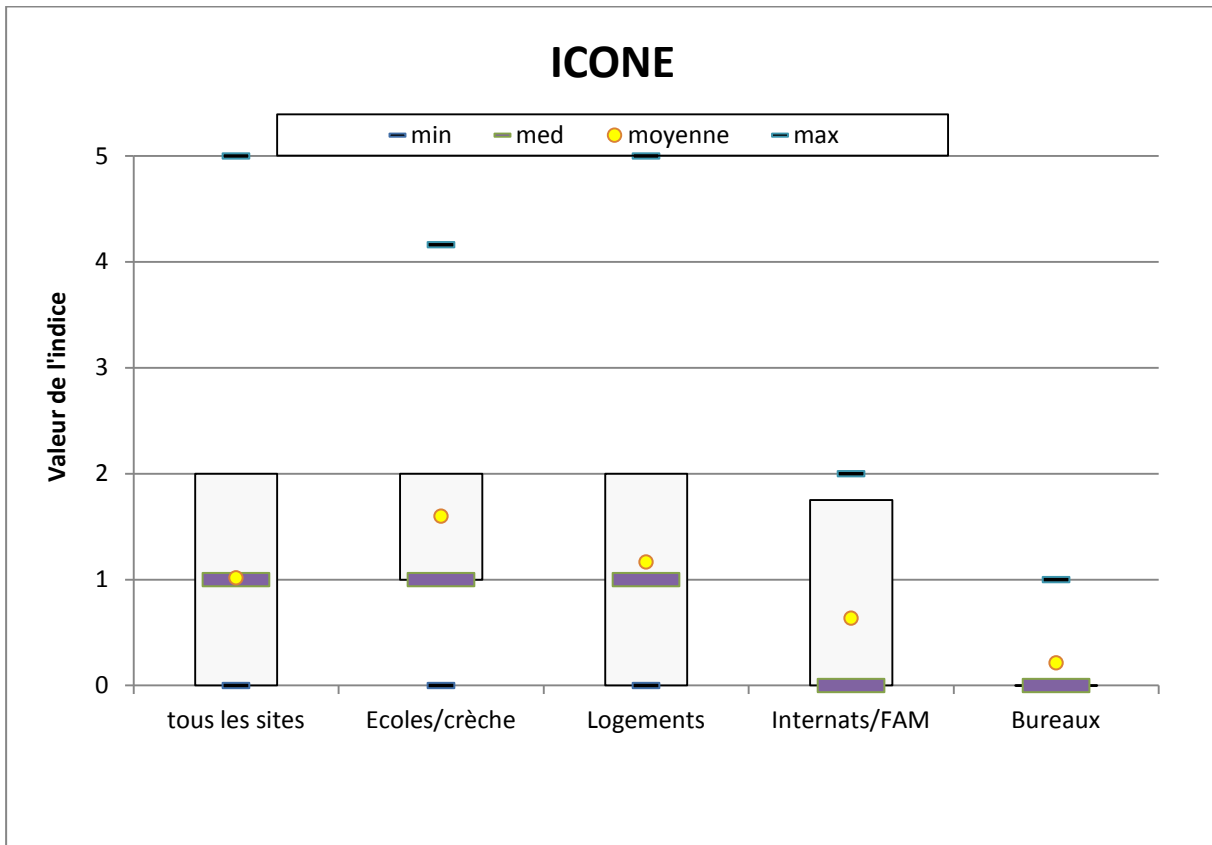 ICONE
min med moyenne max
5
4
3
2
1
0
Valeur de l'indice
tous les sites Ecoles/crèche Logements Internats/FAM Bureaux